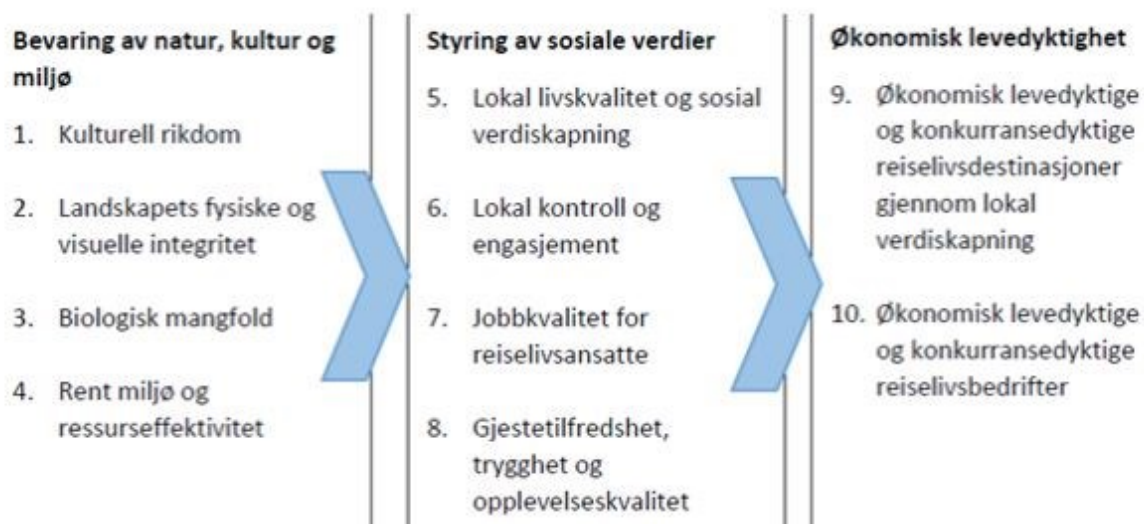 Bevaring av natur, kultur og
miljø
1. Kulturell rikdom
2. Landskapets fysiske og
visuelle integritet
3. Biologisk mangfold
4. Rent miljø og
ressurseffektivitet
Styring av sosiale verdier
5. Lokal livskvalitet og sosial
verdiskapning
6. Lokal kontroll og
engasjement
7. Jobbkvalitet for
reiselivsansatte
8. Gjestetilfredshet,
trygghet og
opplevelseskvalitet
Økonomisk levedyktighet
9. Økonomisk levedyktige
og konkurransedyktige
reiselivsdestinasjoner
gjennom lokal
verdiskapning
10. Økonomisk levedyktige
og konkurransedyktige
reiselivsbedrifter